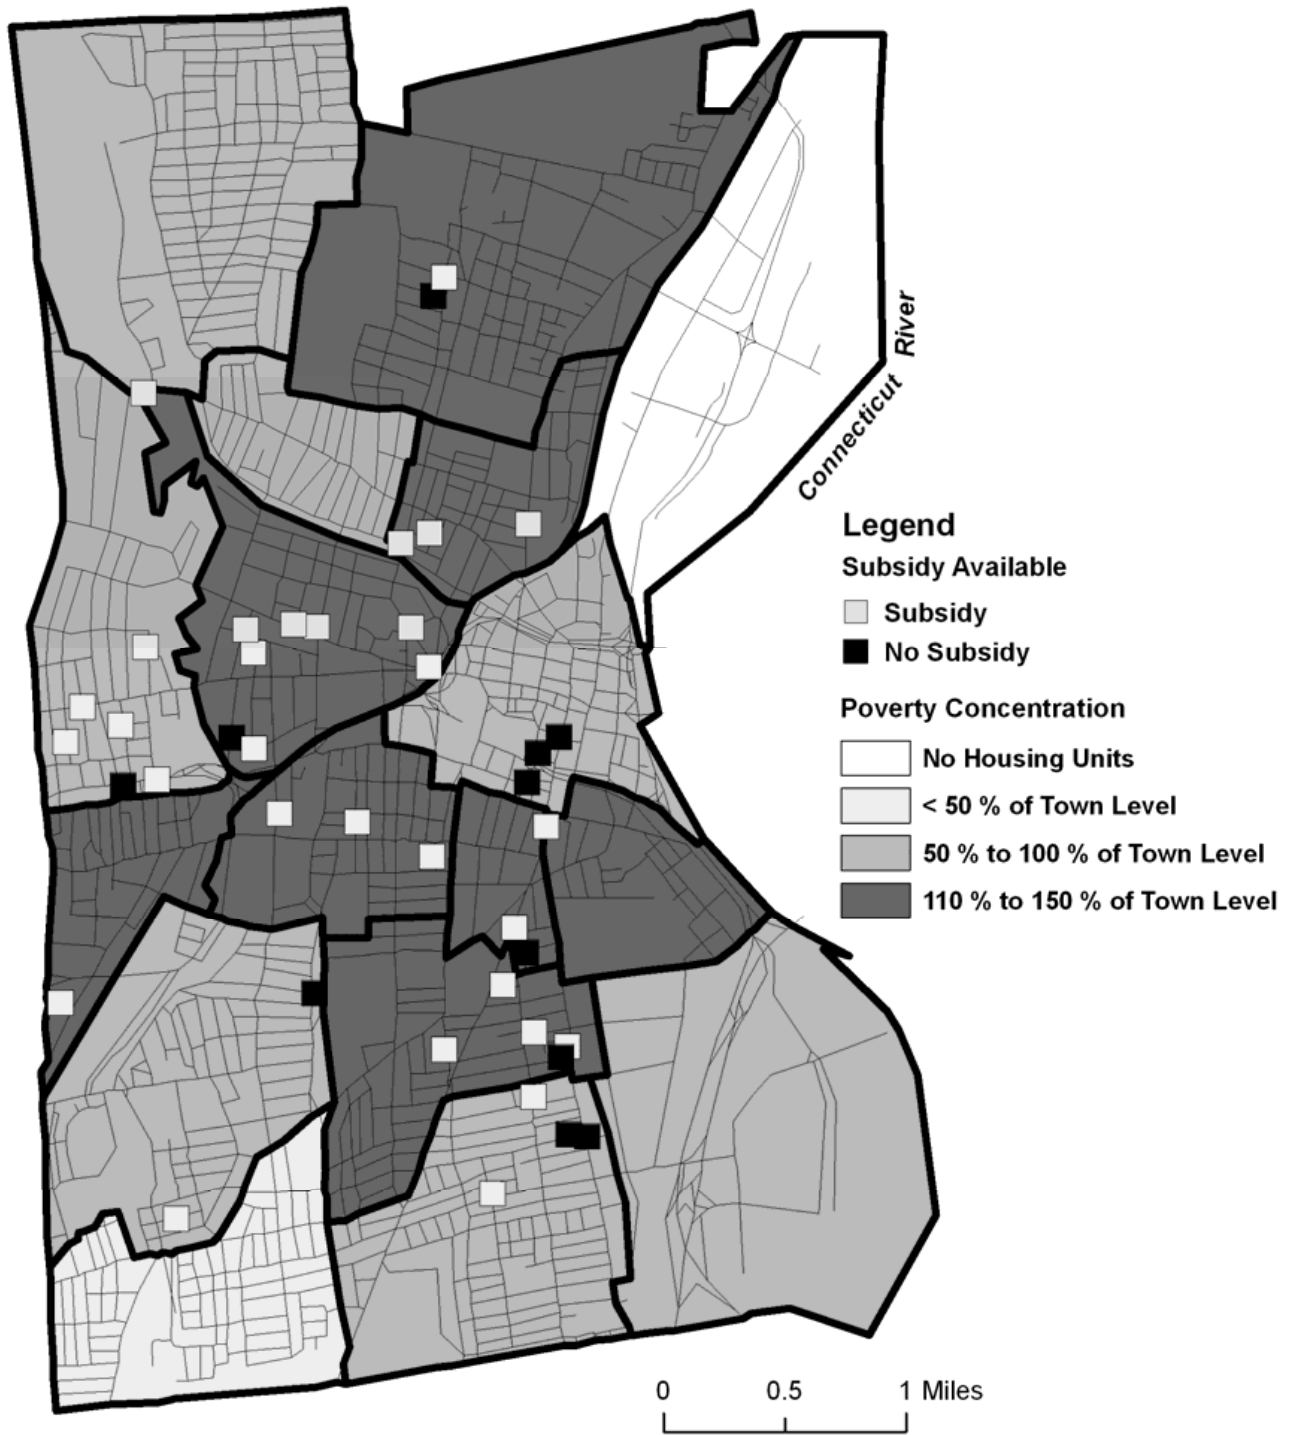 River
Connecticut
Legend
Subsidy Available
Subsidy
No Subsidy
Poverty Concentration
No Housing Units
< 50 % of Town Level
50 % to 100 % of Town Level
110 % to 150 % of Town Level
0 0.5 1 Miles